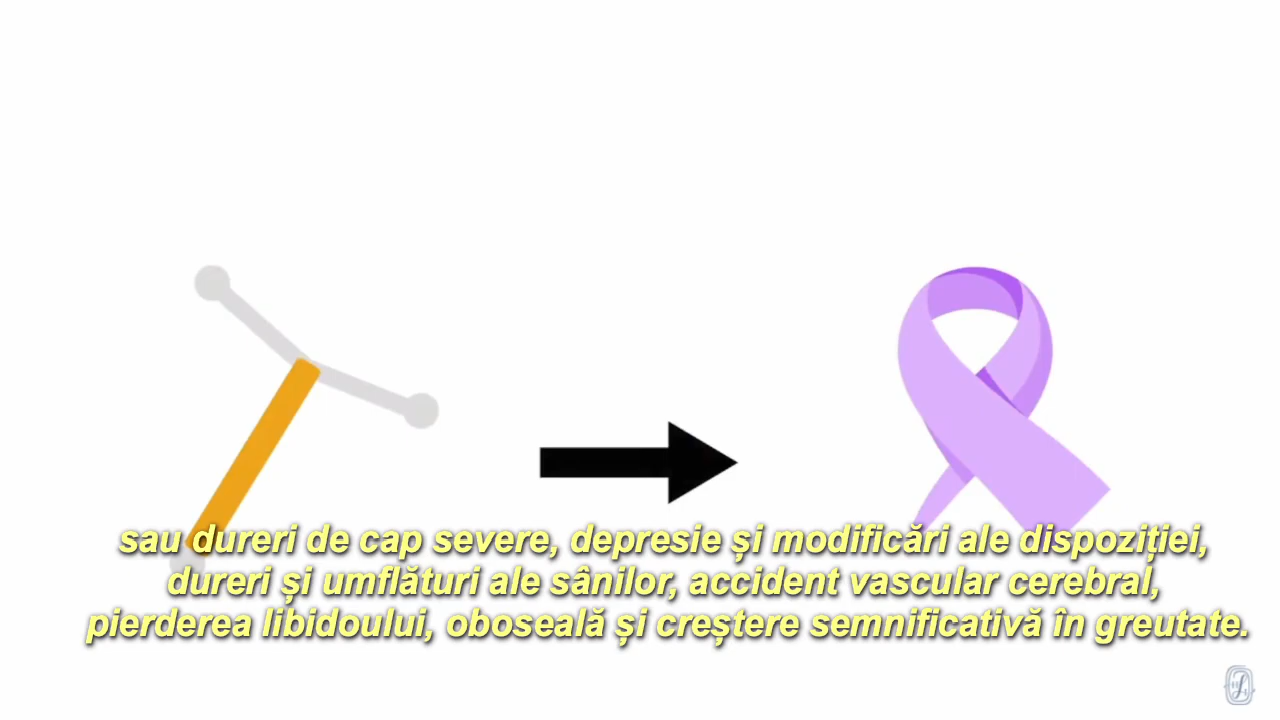 sau dureri de cap severe, depresie și modificări ale dispoziției,
dureri și umflături ale sânilor, accident vascular cerebral,
pierderea libidoului, oboseală și creștere semnificativă în greutate.